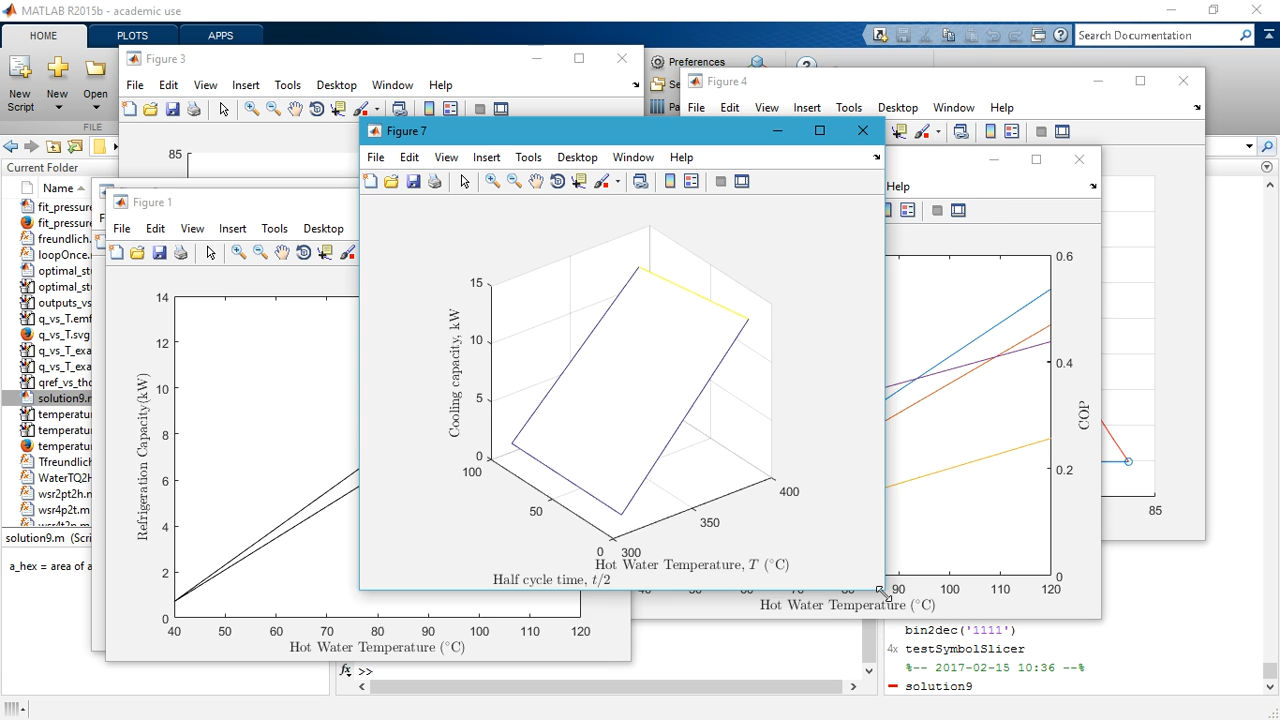 MATLAB R2015b - academic use
HOME PLOTS APPS
Search Documentation
New Script
New
Open
FILE
Preferences
Current Folder
Name
fit_pressure
fit_pressure
freundlich.
loopOnce.
optimal_st
optimal_st
outputs_vs
q_vs_T.emf
q_vs_T.svg
q_vs_T_exa
q_vs_T_exa
qref_vs_tho
solution9.m
temperatu
temperatu
temperatu
Tfreundlich
WaterTQ2H
wsr2pt2h.m
wsr4p2t.m
wsr4t2p.m
solution9.m (Scri
a_hex = area of a
Figure 3
File Edit View Insert Tools Desktop Window Help
85
Figure 4
File Edit View Insert Tools Desktop Window Help
85
Figure 1
File Edit View Insert Tools Desktop
14
12
10
8
6
4
2
0
Refrigeration Capacity(kW)
40 50 60 70 80 90 100 110 120
Hot Water Temperature (°C)
Figure 7
File Edit View Insert Tools Desktop Window Help
15
10
5
0
Cooling capacity, kW
100
50
0
300
350
400
Hot Water Temperature, T (°C)
Half cycle time, t/2
Help
0.6
0.4
0.2
0
COP
90 100 110 120
Hot Water Temperature (°C)
fx >>
bin2dec('1111')
4x testSymbolSlicer
%-- 2017-02-15 10:36 --%
solution9